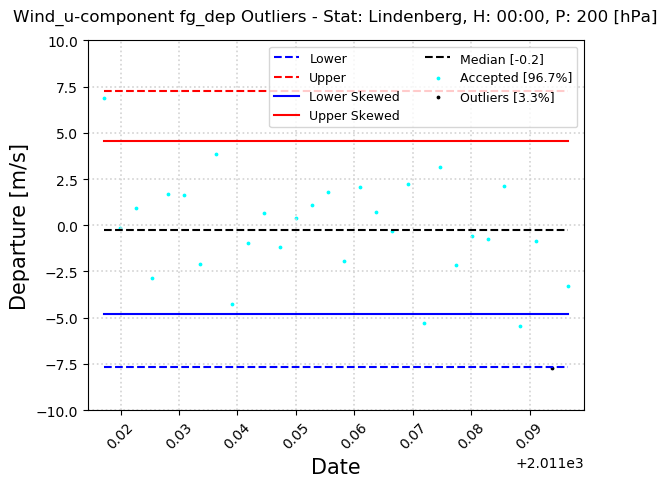 Wind_u-component fg_dep Outliers - Stat: Lindenberg, H: 00:00, P: 200 [hPa]
Departure [m/s]
10.0
7.5
5.0
2.5
0.0
−2.5
−5.0
−7.5
−10.0
Lower
Upper
Lower Skewed
Upper Skewed
Median [-0.2]
Accepted [96.7%]
Outliers [3.3%]
0.02
0.03
0.04
0.05
0.06
0.07
0.08
0.09
+2.011e3
Date